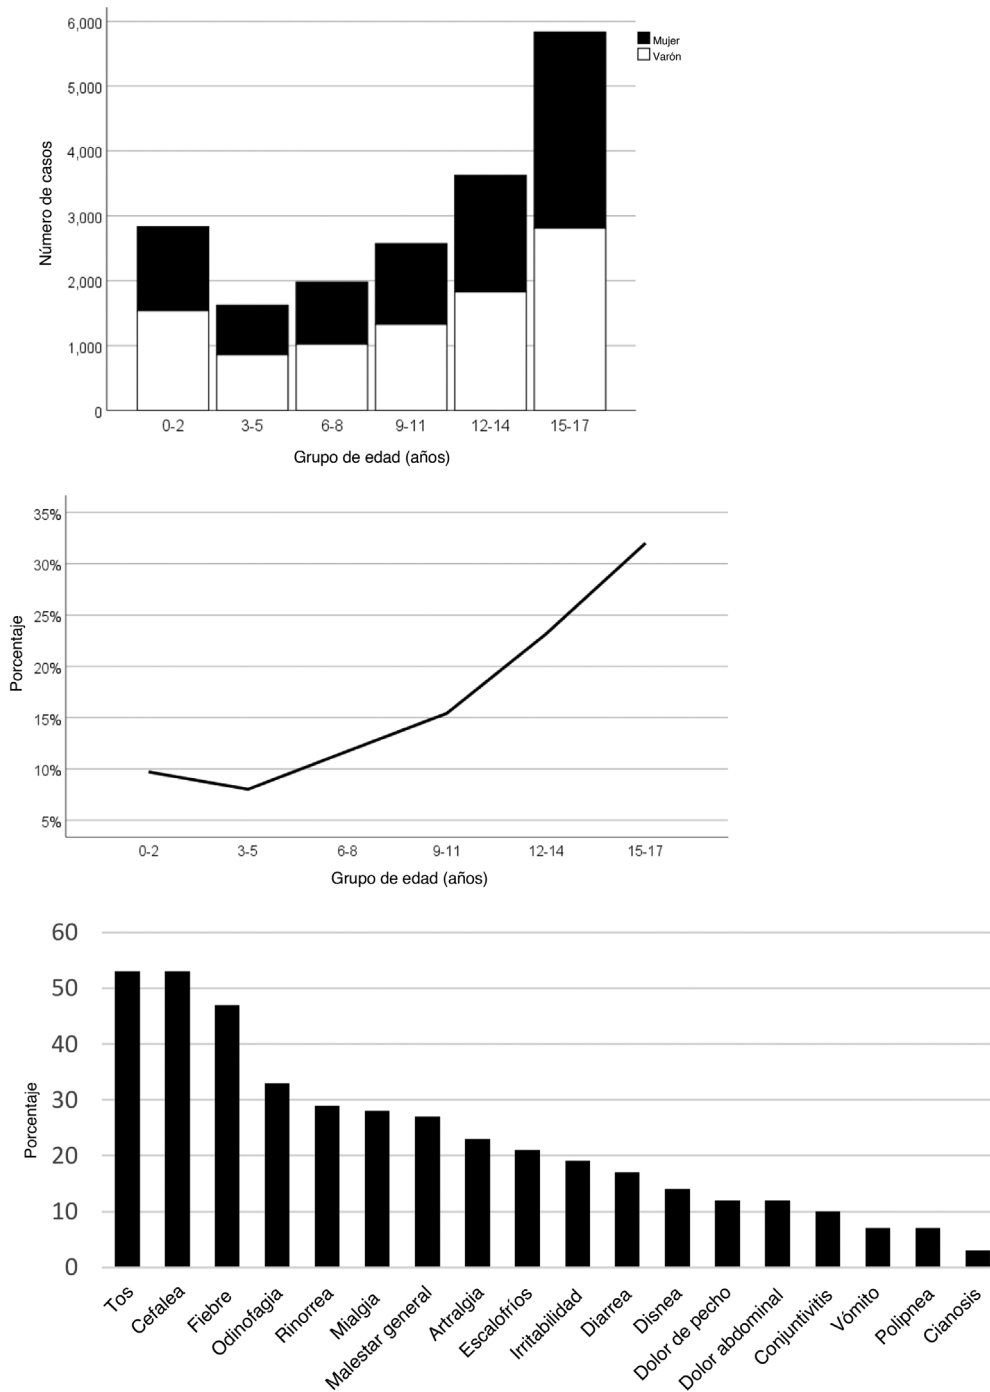 6,000
5,000
4,000
3,000
2,000
1,000
0
Número de casos
Mujer
Varón
0-2 3-5 6-8 9-11 12-14 15-17
Grupo de edad (años)
35%
30%
25%
20%
15%
10%
5%
Porcentaje
0-2 3-5 6-8 9-11 12-14 15-17
Grupo de edad (años)
60
50
40
30
20
10
0
Porcentaje
Tos
Cefalea
Fiebre
Odinofagia
Rinorrea
Mialgia
Malestar general
Artralgia
Escalofríos
Irritabilidad
Diarrea
Disnea
Dolor de pecho
Dolor abdominal
Conjuntivitis
Vómito
Polipnea
Cianosis